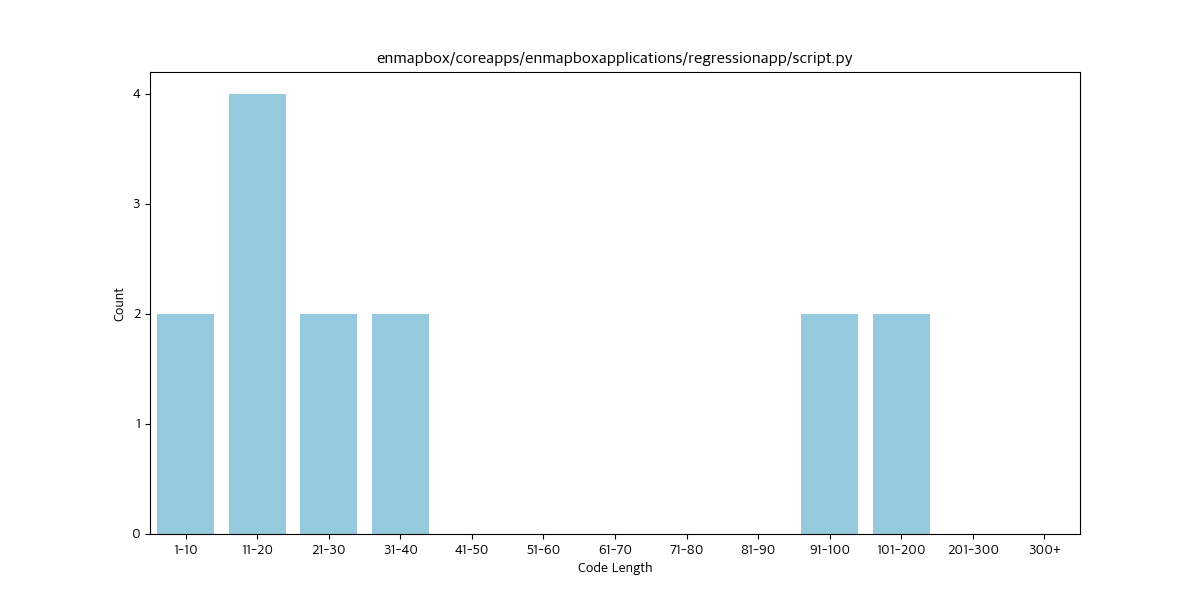 enmapbox/coreapps/enmapboxapplications/regressionapp/script.py
4
3
2
1
0
Count
1-10 11-20 21-30 31-40 41-50 51-60 61-70 71-80 81-90 91-100 101-200 201-300 300+
Code Length